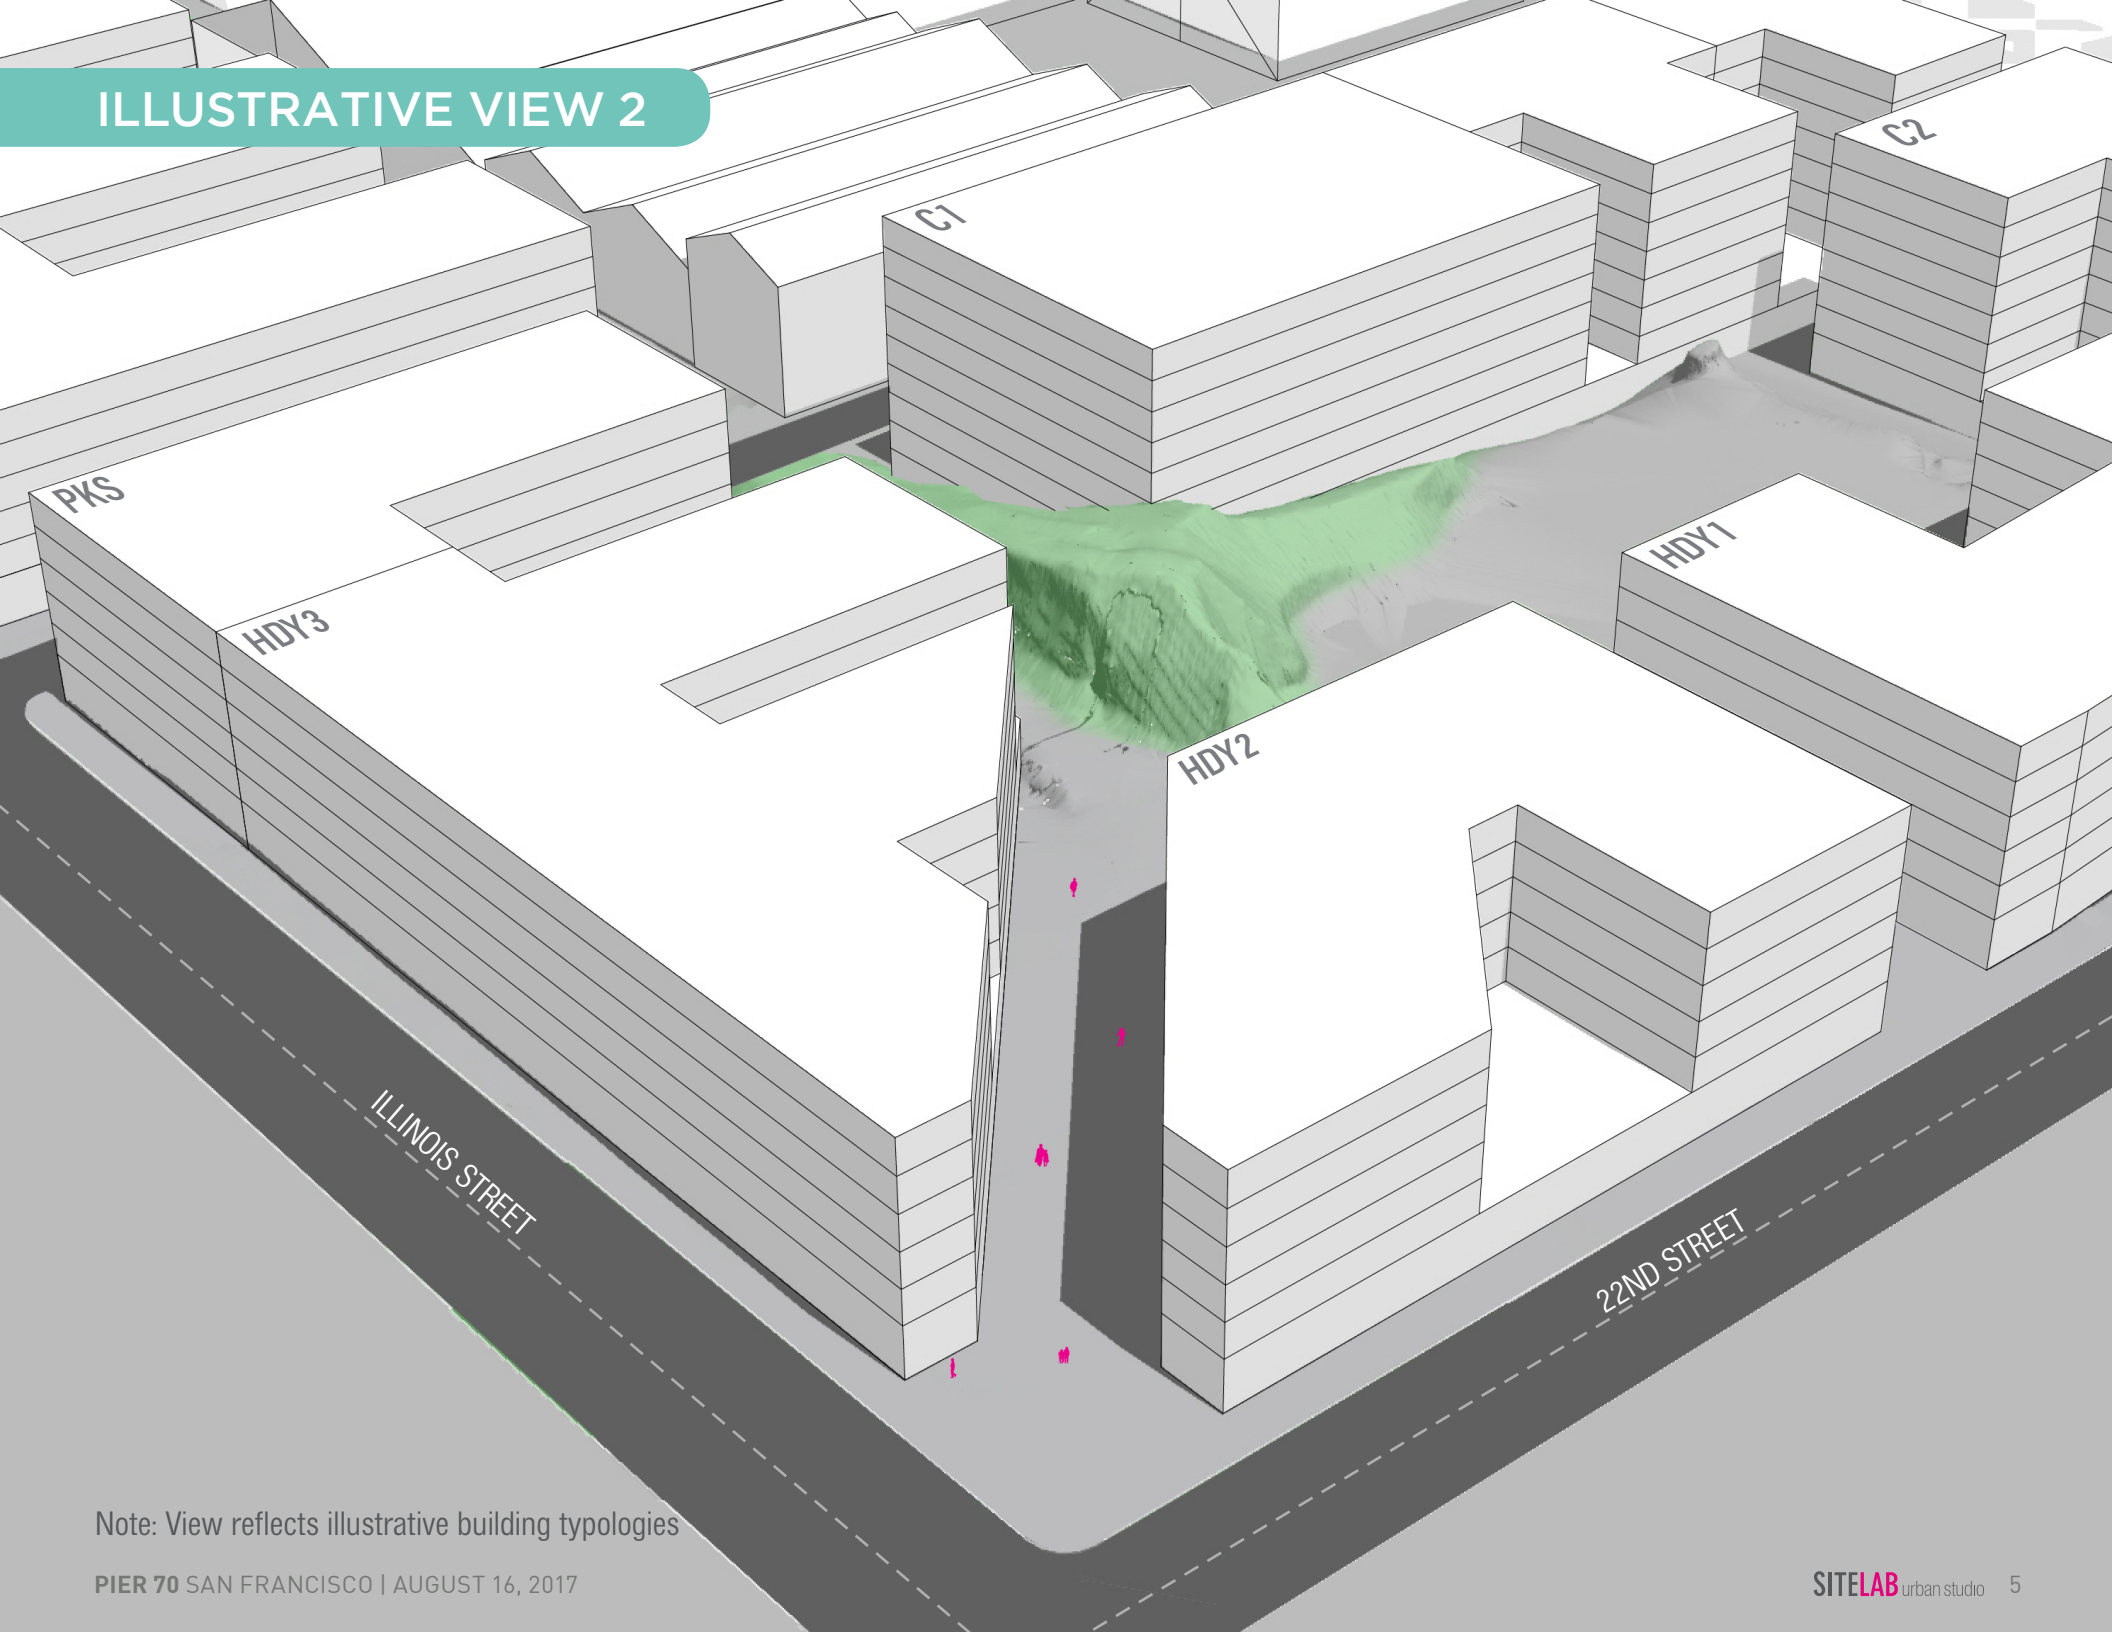 ILLUSTRATIVE VIEW 2
C2
C1
PKS
HDY1
HDY3
HDY2
ILLINOIS STREET
22ND STREET
Note: View reflects illustrative building typologies
PIER 70 SAN FRANCISCO | AUGUST 16, 2017
SITELAB urban studio 5